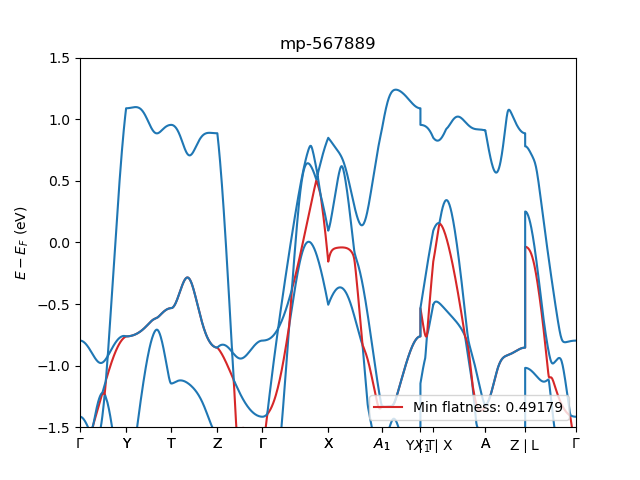 mp-567889
E − E_F (eV)
1.5
1.0
0.5
0.0
−0.5
−1.0
−1.5
Min flatness: 0.49179
Γ Y T Z Γ X A₁ Y X₁ T | X A Z | L Γ